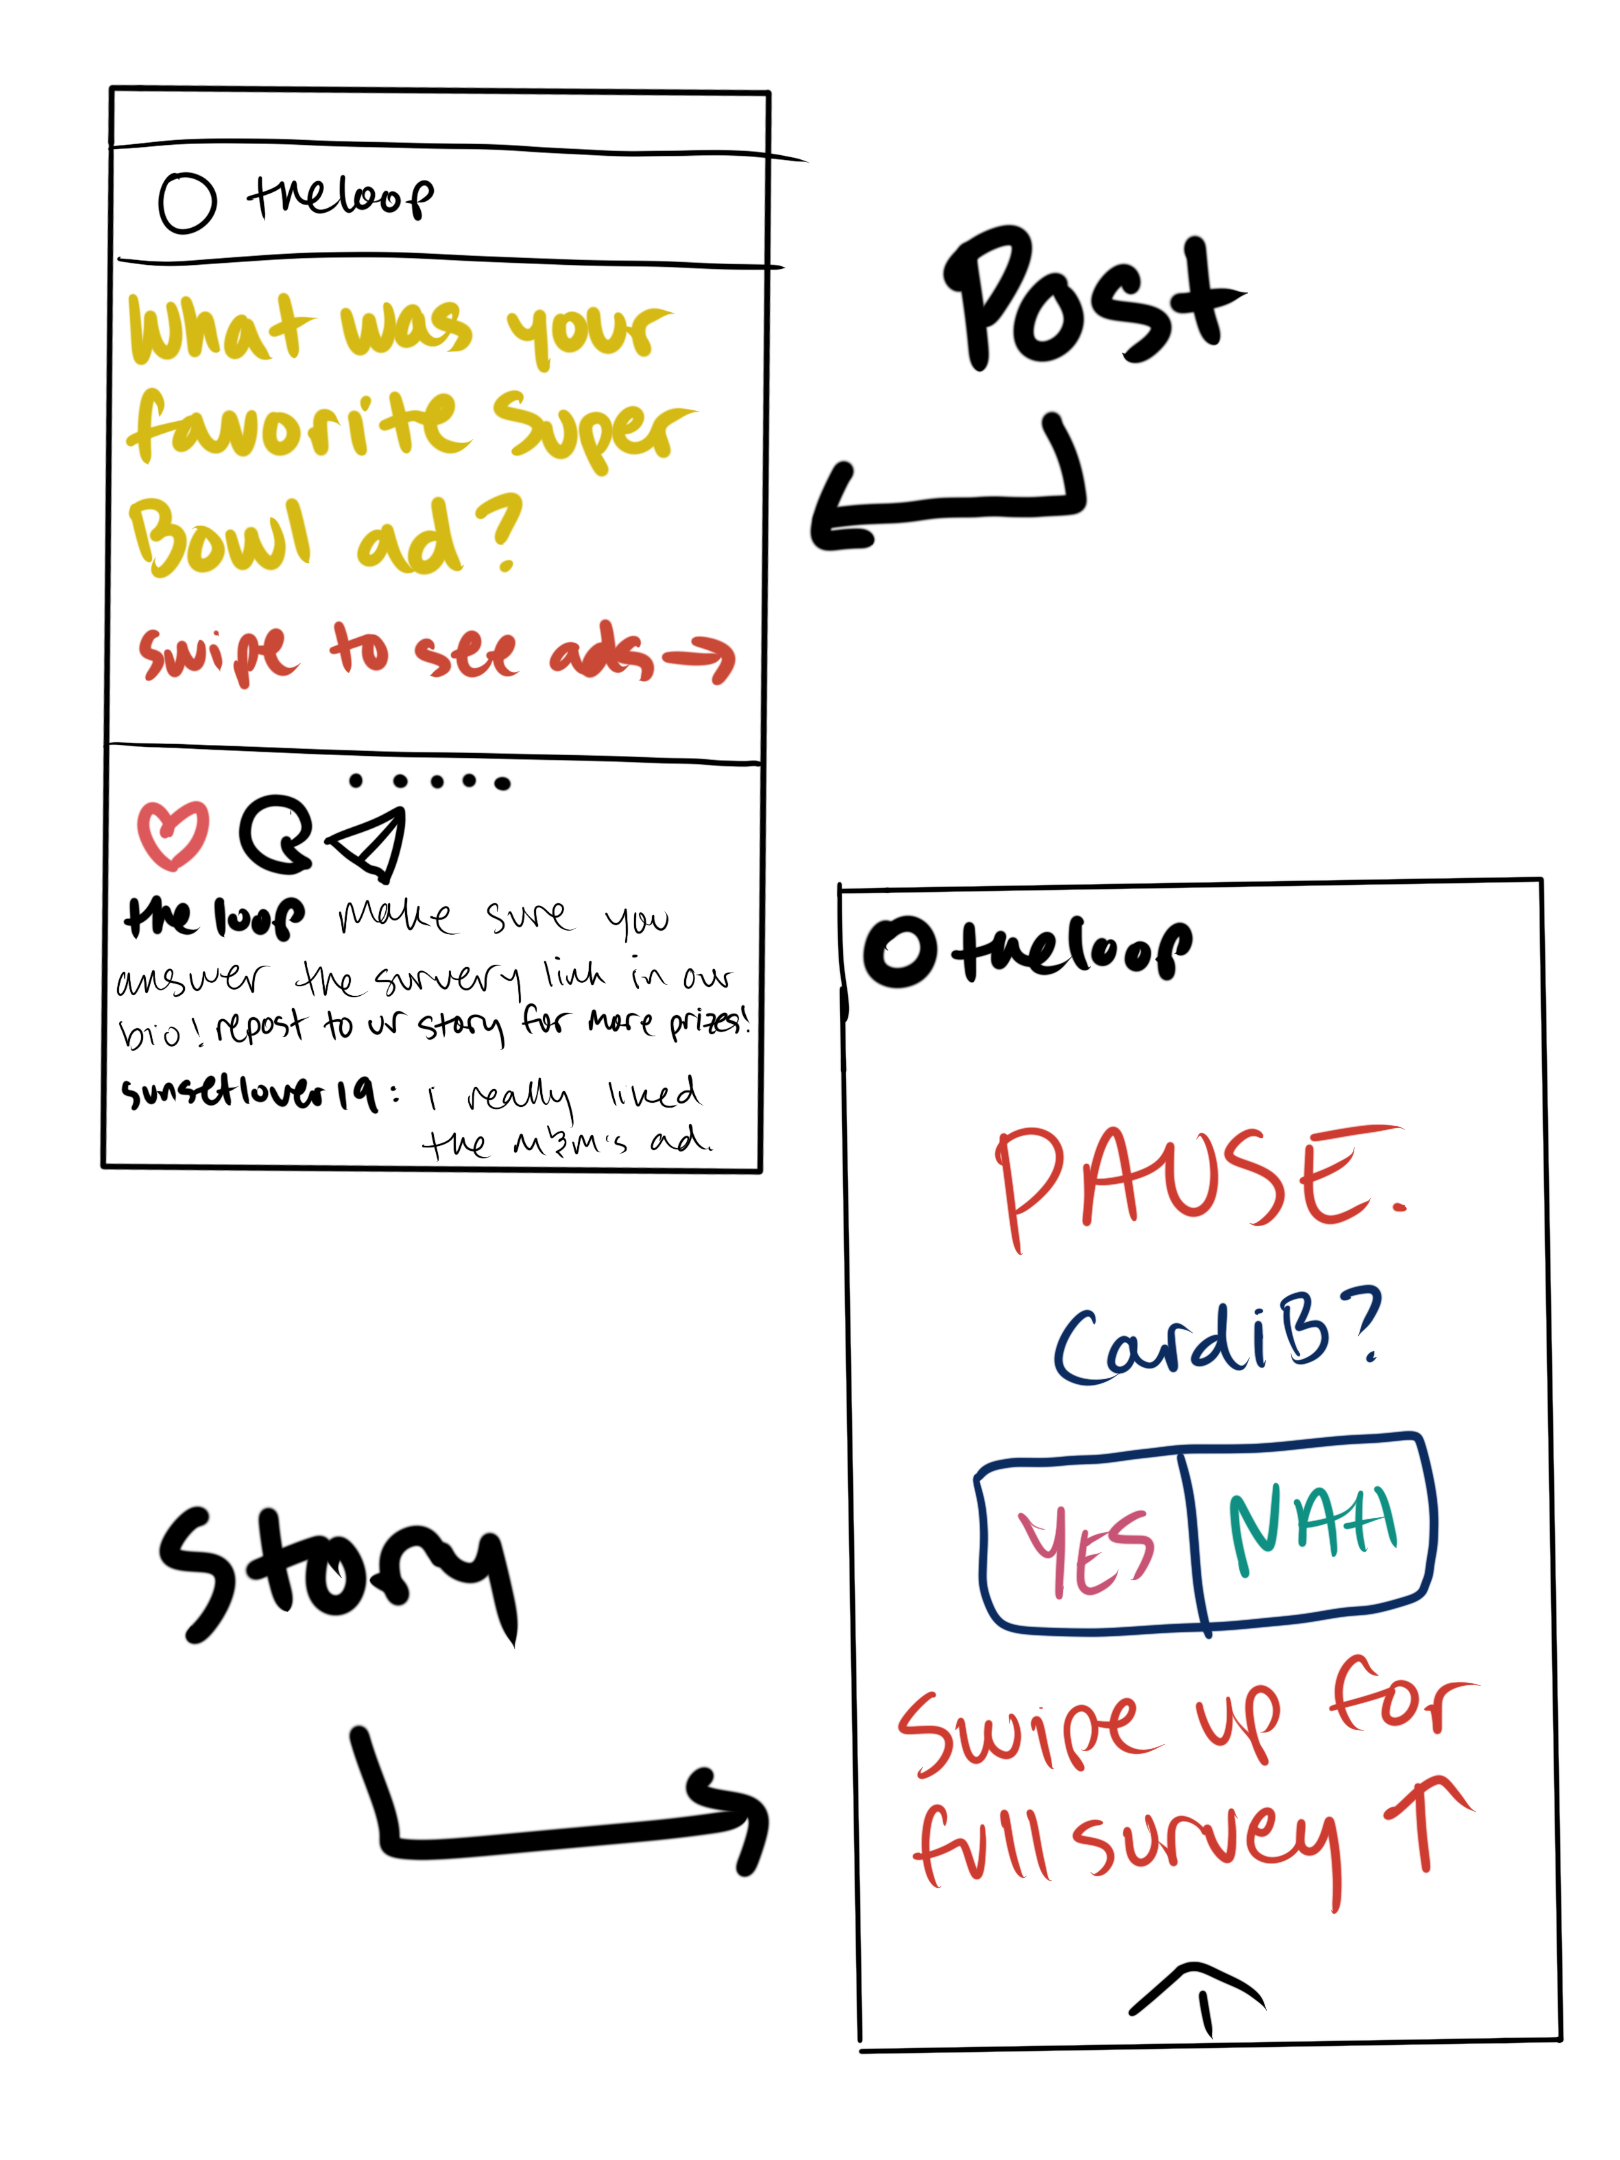 theloop
What was your
favorite Super
Bowl ad?
swipe to see ads→
the loop make sure you
answer the survery link in our
bio! repost to ur story for more prizes!
sunsetlover19: i really liked
the m&m's ad.
Post
theloop
PAUSE.
Cardi B?
YES NAH
Swipe up for
full survey ↑
Story